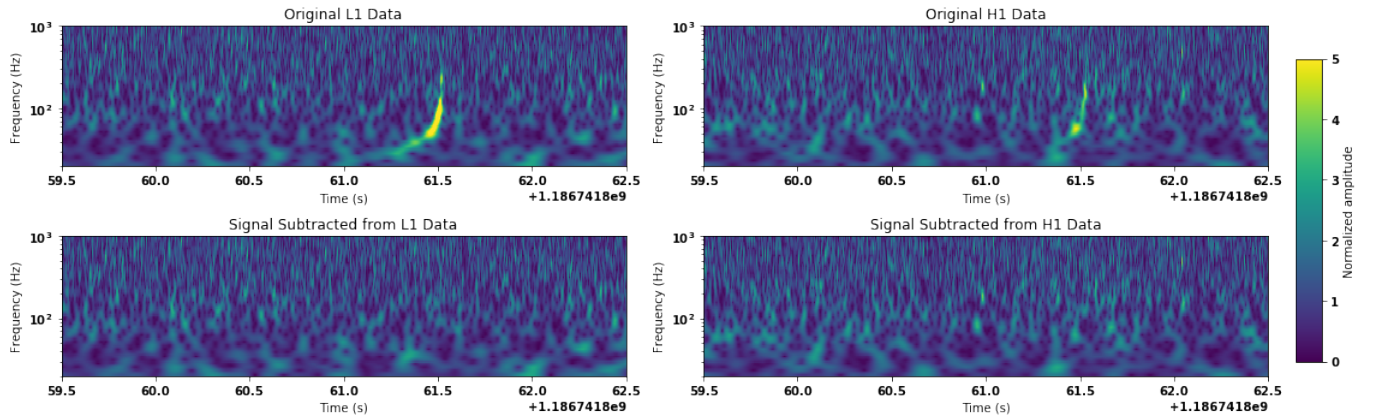 Original L1 Data
Frequency (Hz)
10³
10²
59.5 60.0 60.5 61.0 61.5 62.0 62.5
Time (s)
+1.1867418e9
Original H1 Data
Frequency (Hz)
10³
10²
59.5 60.0 60.5 61.0 61.5 62.0 62.5
Time (s)
+1.1867418e9
Signal Subtracted from L1 Data
Frequency (Hz)
10³
10²
59.5 60.0 60.5 61.0 61.5 62.0 62.5
Time (s)
+1.1867418e9
Signal Subtracted from H1 Data
Frequency (Hz)
10³
10²
59.5 60.0 60.5 61.0 61.5 62.0 62.5
Time (s)
+1.1867418e9
5
4
3
2
1
0
Normalized amplitude